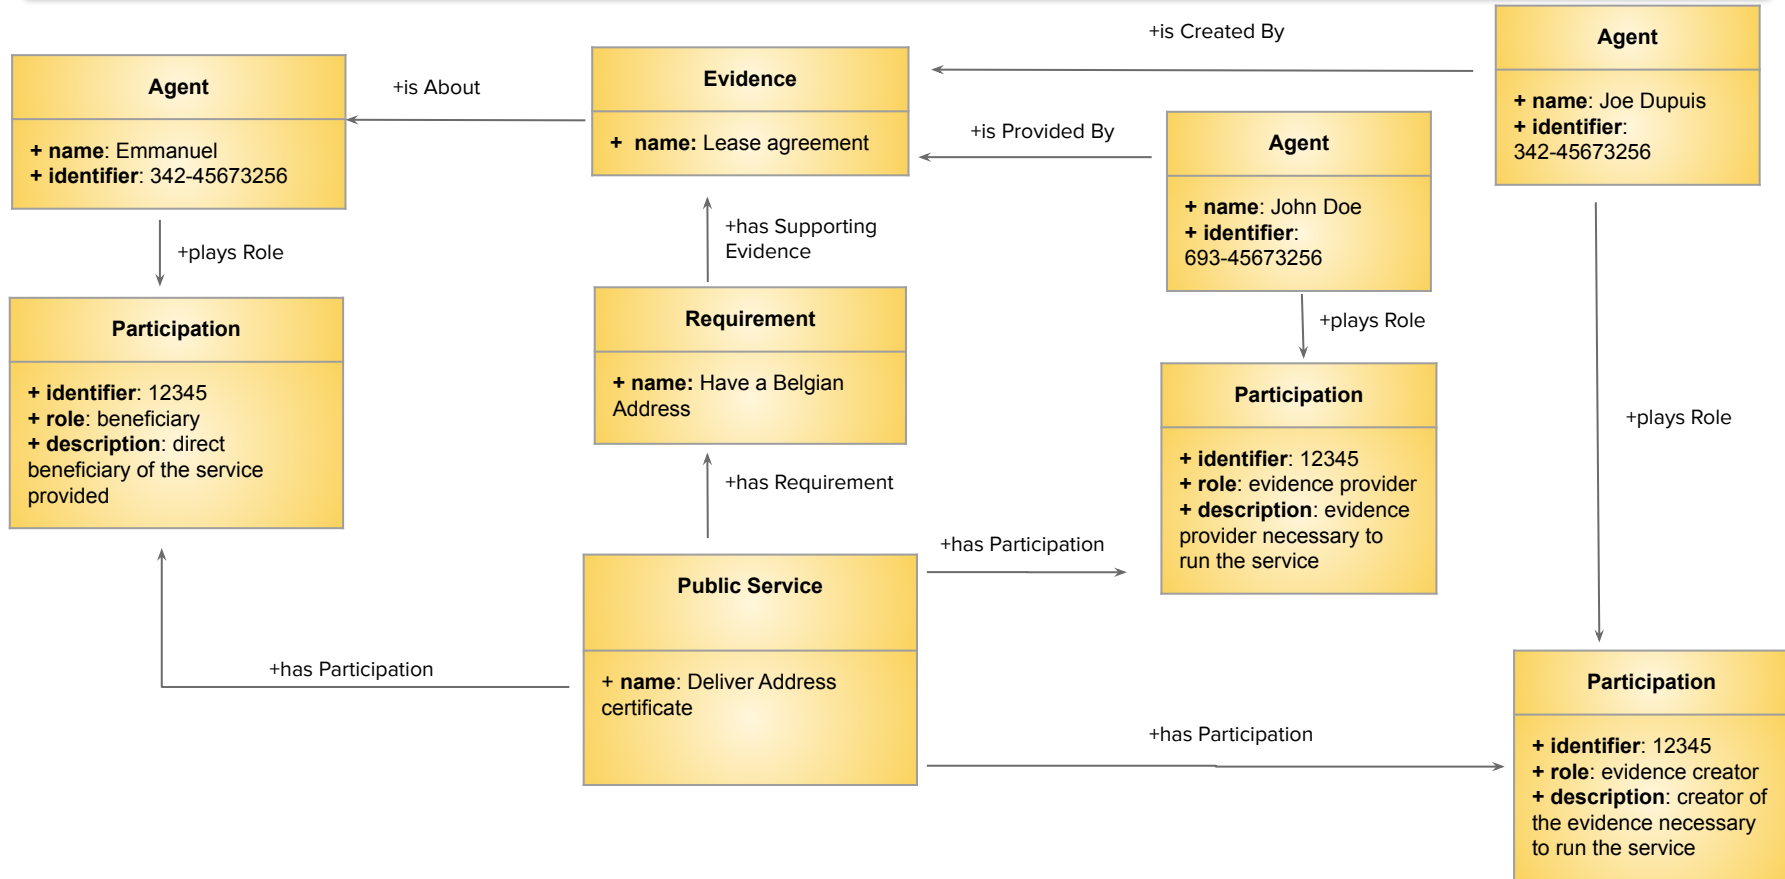 +is Created By
Agent
+ name: Joe Dupuis
+ identifier:
342-45673256
Agent
+ name: Emmanuel
+ identifier: 342-45673256
+is About
Evidence
+ name: Lease agreement
+is Provided By
Agent
+ name: John Doe
+ identifier:
693-45673256
+plays Role
+has Supporting
Evidence
+plays Role
+plays Role
Participation
+ identifier: 12345
+ role: beneficiary
+ description: direct
beneficiary of the service
provided
Requirement
+ name: Have a Belgian
Address
Participation
+ identifier: 12345
+ role: evidence provider
+ description: evidence
provider necessary to
run the service
+has Requirement
+has Participation
Public Service
+ name: Deliver Address
certificate
+has Participation
+has Participation
Participation
+ identifier: 12345
+ role: evidence creator
+ description: creator of
the evidence necessary
to run the service